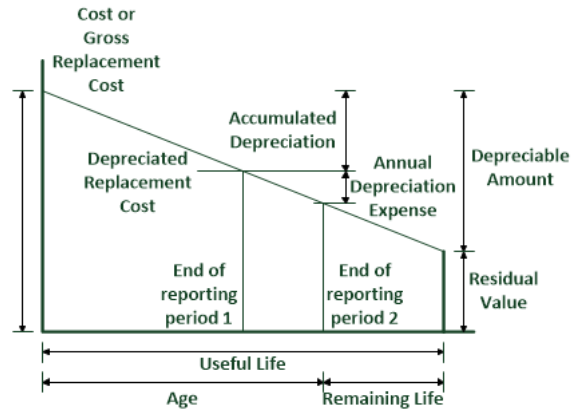 Cost or
Gross
Replacement
Cost
Accumulated
Depreciation
Depreciated
Replacement
Cost
Annual
Depreciation
Expense
Depreciable
Amount
End of
reporting
period 1
End of
reporting
period 2
Residual
Value
Useful Life
Age
Remaining Life